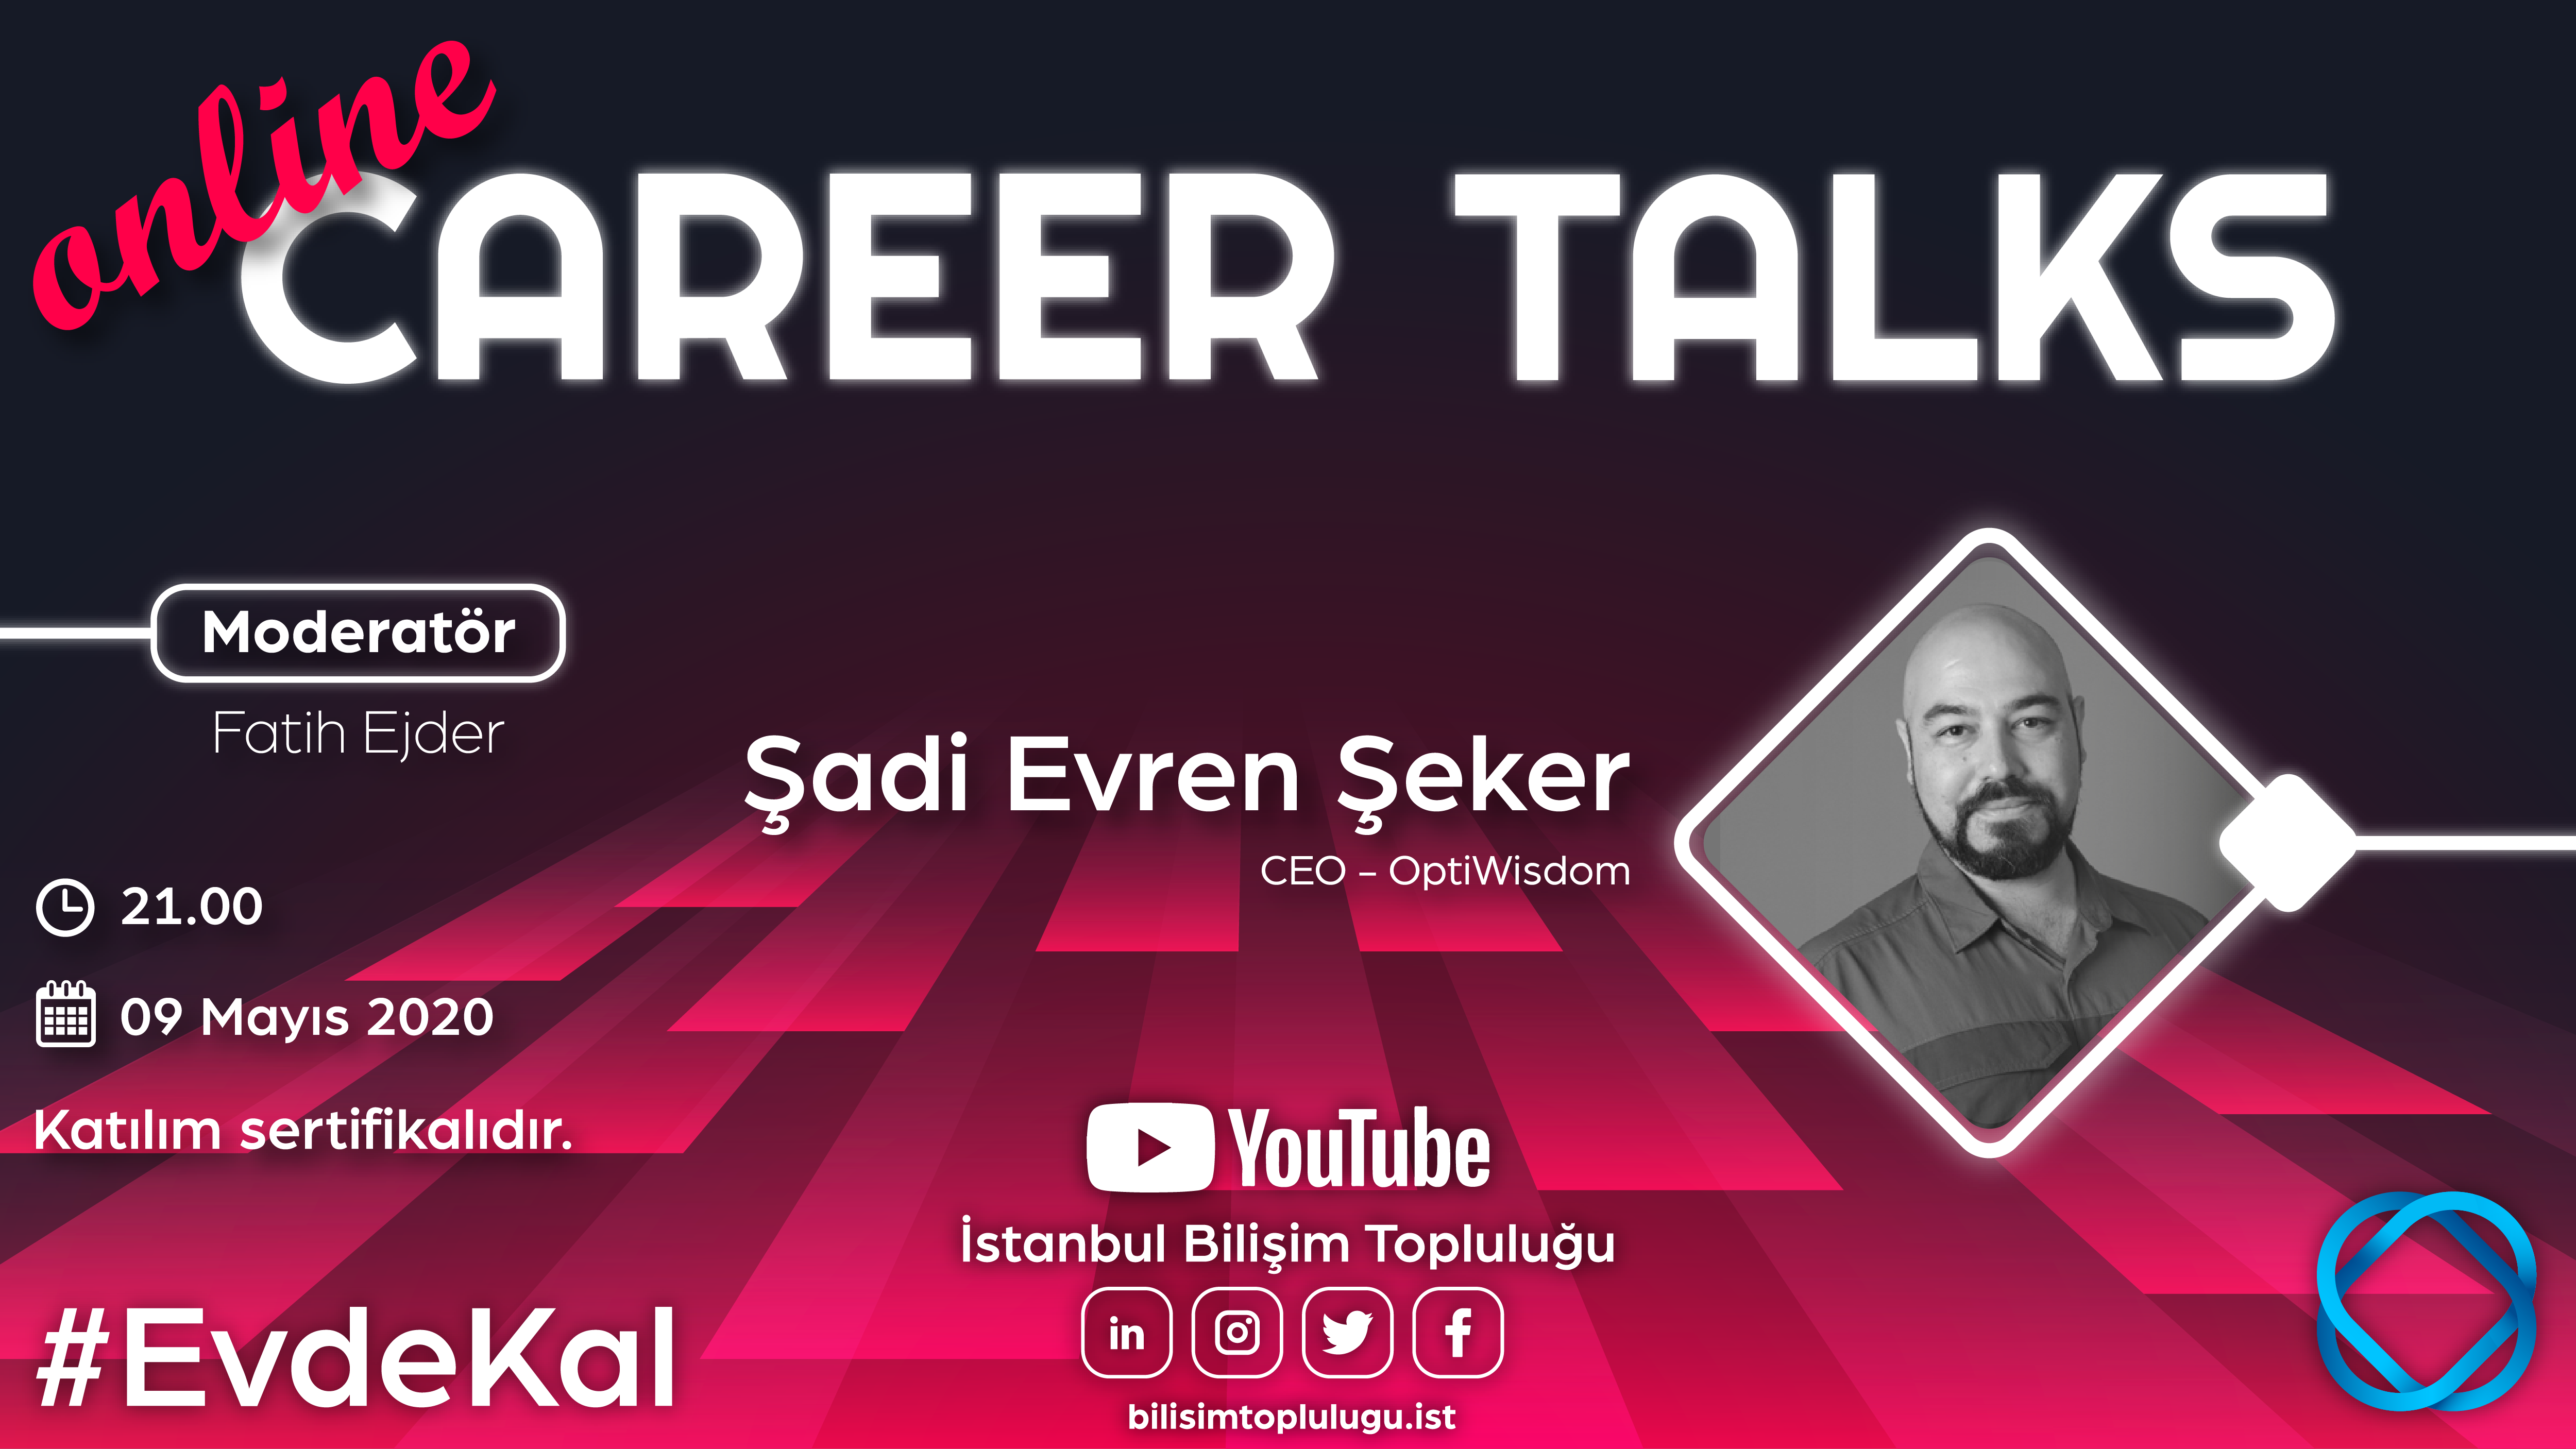 online
CAREER TALKS
Moderatör
Fatih Ejder
Şadi Evren Şeker
CEO - OptiWisdom
21.00
09 Mayıs 2020
Katılım sertifikalıdır.
#EvdeKal
YouTube
İstanbul Bilişim Topluluğu
in
f
bilisimtoplulugu.ist